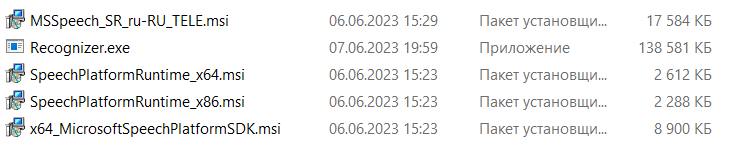 MSSpeech_SR_ru-RU_TELE.msi 06.06.2023 15:29 Пакет установщи... 17 584 КБ
Recognizer.exe 07.06.2023 19:59 Приложение 138 581 КБ
SpeechPlatformRuntime_x64.msi 06.06.2023 15:23 Пакет установщи... 2 612 КБ
SpeechPlatformRuntime_x86.msi 06.06.2023 15:23 Пакет установщи... 2 288 КБ
x64_MicrosoftSpeechPlatformSDK.msi 06.06.2023 15:23 Пакет установщи... 8 900 КБ